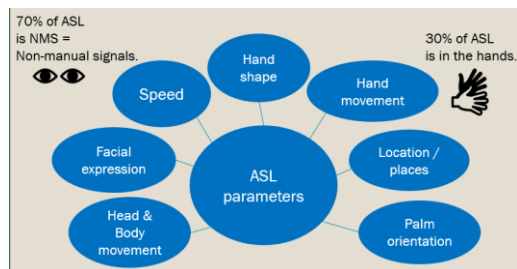 70% of ASL
is NMS =
Non-manual signals.
30% of ASL
is in the hands.
Hand
shape
Speed
Hand
movement
Facial
expression
ASL
parameters
Location /
places
Head &
Body
movement
Palm
orientation